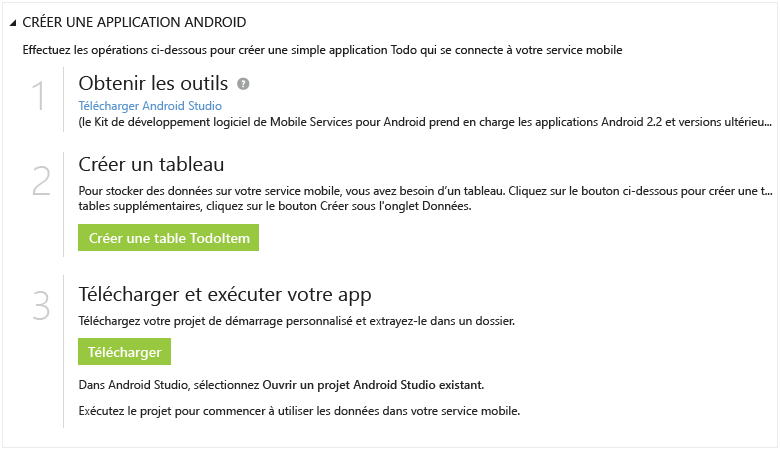 CRÉER UNE APPLICATION ANDROID
Effectuez les opérations ci-dessous pour créer une simple application Todo qui se connecte à votre service mobile
1
Obtenir les outils ?
Télécharger Android Studio
(le Kit de développement logiciel de Mobile Services pour Android prend en charge les applications Android 2.2 et versions ultérieu...
2
Créer un tableau
Pour stocker des données sur votre service mobile, vous avez besoin d'un tableau. Cliquez sur le bouton ci-dessous pour créer une t...
tables supplémentaires, cliquez sur le bouton Créer sous l'onglet Données.
Créer une table TodoItem
3
Télécharger et exécuter votre app
Téléchargez votre projet de démarrage personnalisé et extrayez-le dans un dossier.
Télécharger
Dans Android Studio, sélectionnez Ouvrir un projet Android Studio existant.
Exécutez le projet pour commencer à utiliser les données dans votre service mobile.